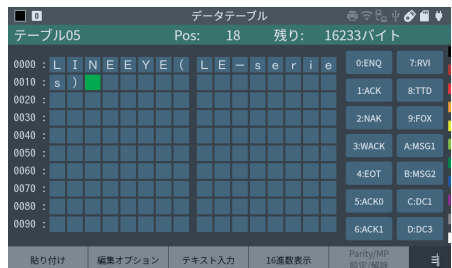 0 データテーブル
テーブル05 Pos: 18 残り: 16233バイト
0000 : L I N E E Y E ( L E - s e r i e
0010 : s )
0020 :
0030 :
0040 :
0050 :
0060 :
0070 :
0080 :
0090 :
0:ENQ 7:RVI
1:ACK 8:TTD
2:NAK 9:FOX
3:WACK A:MSG1
4:EOT B:MSG2
5:ACK0 C:DC1
6:ACK1 D:DC3
貼り付け 編集オプション テキスト入力 16進数表示 Parity/MP
設定/解除